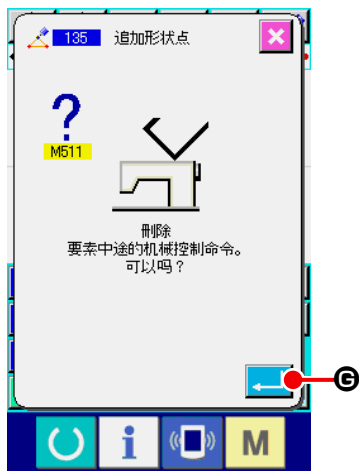 135 追加形状点
?
M511
删除
要素中途的机械控制命令。
可以吗？
G
i M